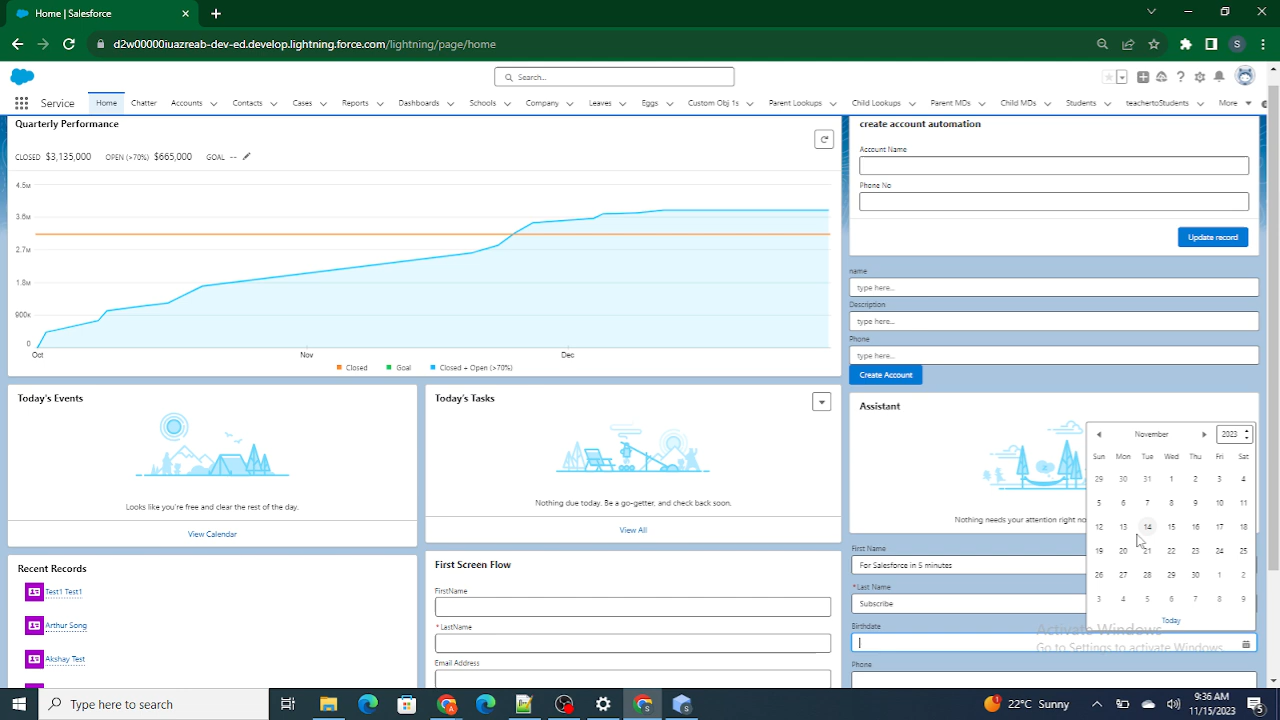 Home | Salesforce
d2w00000iuazreab-dev-ed.develop.lightning.force.com/lightning/page/home
S
Search...
Service Home Chatter Accounts Contacts Cases Reports Dashboards Schools Company Leaves Eggs Custom Obj 1s Parent Lookups Child Lookups Parent MDs Child MDs Students teachertoStudents More
Quarterly Performance
CLOSED $3,135,000 OPEN (>70%) $665,000 GOAL --
4.5M
3.6M
2.7M
1.8M
900K
0
Oct Nov Dec
Closed Goal Closed + Open (>70%)
create account automation
Account Name
Phone No
Update record
name
type here...
Description
type here...
Phone
type here...
Create Account
Today's Events
Looks like you're free and clear the rest of the day.
View Calendar
Today's Tasks
Nothing due today. Be a go-getter, and check back soon.
View All
Assistant
Nothing needs your attention right no
November 2023
Sun Mon Tue Wed Thu Fri Sat
29 30 31 1 2 3 4
5 6 7 8 9 10 11
12 13 14 15 16 17 18
19 20 21 22 23 24 25
26 27 28 29 30 1 2
3 4 5 6 7 8 9
Today
Recent Records
Test1 Test1
Arthur Song
Akshay Test
First Screen Flow
FirstName
* LastName
Email Address
First Name
For Salesforce in 5 minutes
* Last Name
Subscribe
Birthdate
Phone
Activate Windows
Go to Settings to activate Windows.
Type here to search
22°C Sunny
9:36 AM
11/15/2023